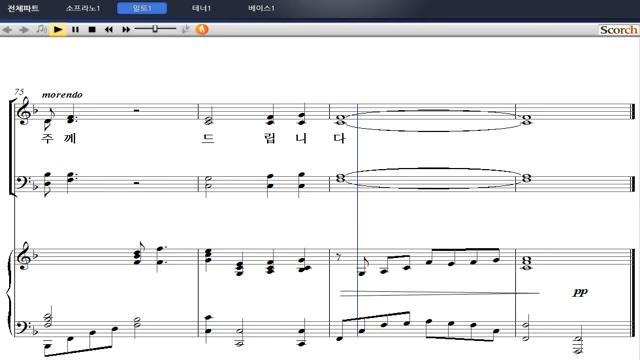 전체파트 소프라노1 알토1 테너1 베이스1
Scorch
75 morendo
주 께 드 립 니 다
pp